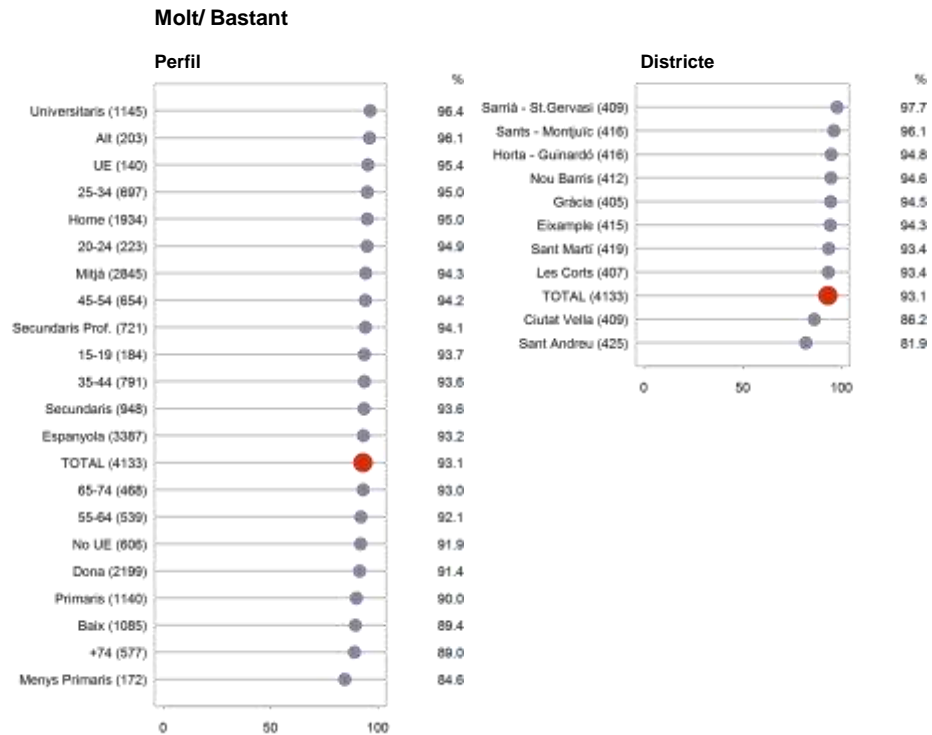 Molt/ Bastant
Perfil
%
Universitaris (1145) 96.4
Alt (203) 96.1
UE (140) 95.4
25-34 (697) 95.0
Home (1934) 95.0
20-24 (223) 94.9
Mitjà (2845) 94.3
45-54 (654) 94.2
Secundaris Prof. (721) 94.1
15-19 (184) 93.7
35-44 (791) 93.6
Secundaris (948) 93.6
Espanyola (3387) 93.2
TOTAL (4133) 93.1
65-74 (468) 93.0
55-64 (539) 92.1
No UE (606) 91.9
Dona (2199) 91.4
Primaris (1140) 90.0
Baix (1085) 89.4
+74 (577) 89.0
Menys Primaris (172) 84.6
0 50 100
Districte
%
Sarrià - St.Gervasi (409) 97.7
Sants - Montjuïc (416) 96.1
Horta - Guinardó (416) 94.8
Nou Barris (412) 94.6
Gràcia (405) 94.5
Eixample (415) 94.3
Sant Martí (419) 93.4
Les Corts (407) 93.4
TOTAL (4133) 93.1
Ciutat Vella (409) 86.2
Sant Andreu (425) 81.9
0 50 100